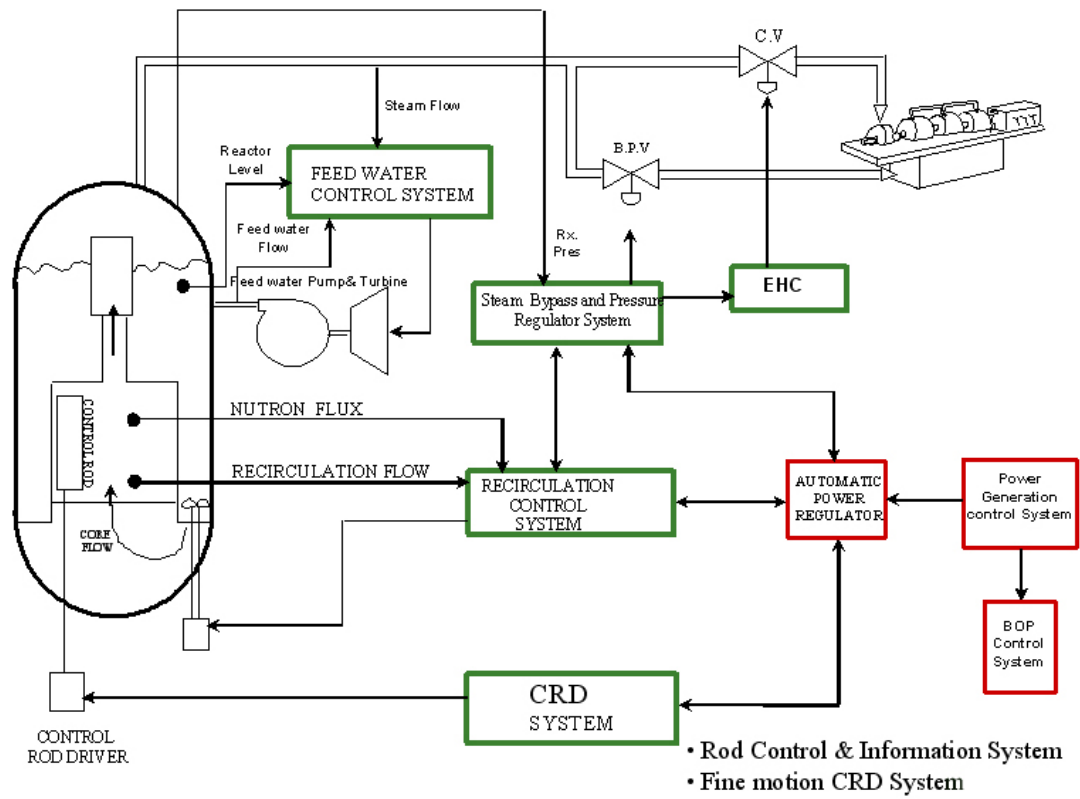 C.V
Steam Flow
B.P.V
Reactor
Level
FEED WATER
CONTROL SYSTEM
Feed water
Flow
Rx.
Pres
Feed water Pump& Turbine
EHC
Steam Bypass and Pressure
Regulator System
CONTROL ROD
NUTRON FLUX
RECIRCULATION FLOW
RECIRCULATION
CONTROL
SYSTEM
AUTOMATIC
POWER
REGULATOR
Power
Generation
control System
CORE
FLOW
BOP
Control
System
CRD
SYSTEM
CONTROL
ROD DRIVER
• Rod Control & Information System
• Fine motion CRD System